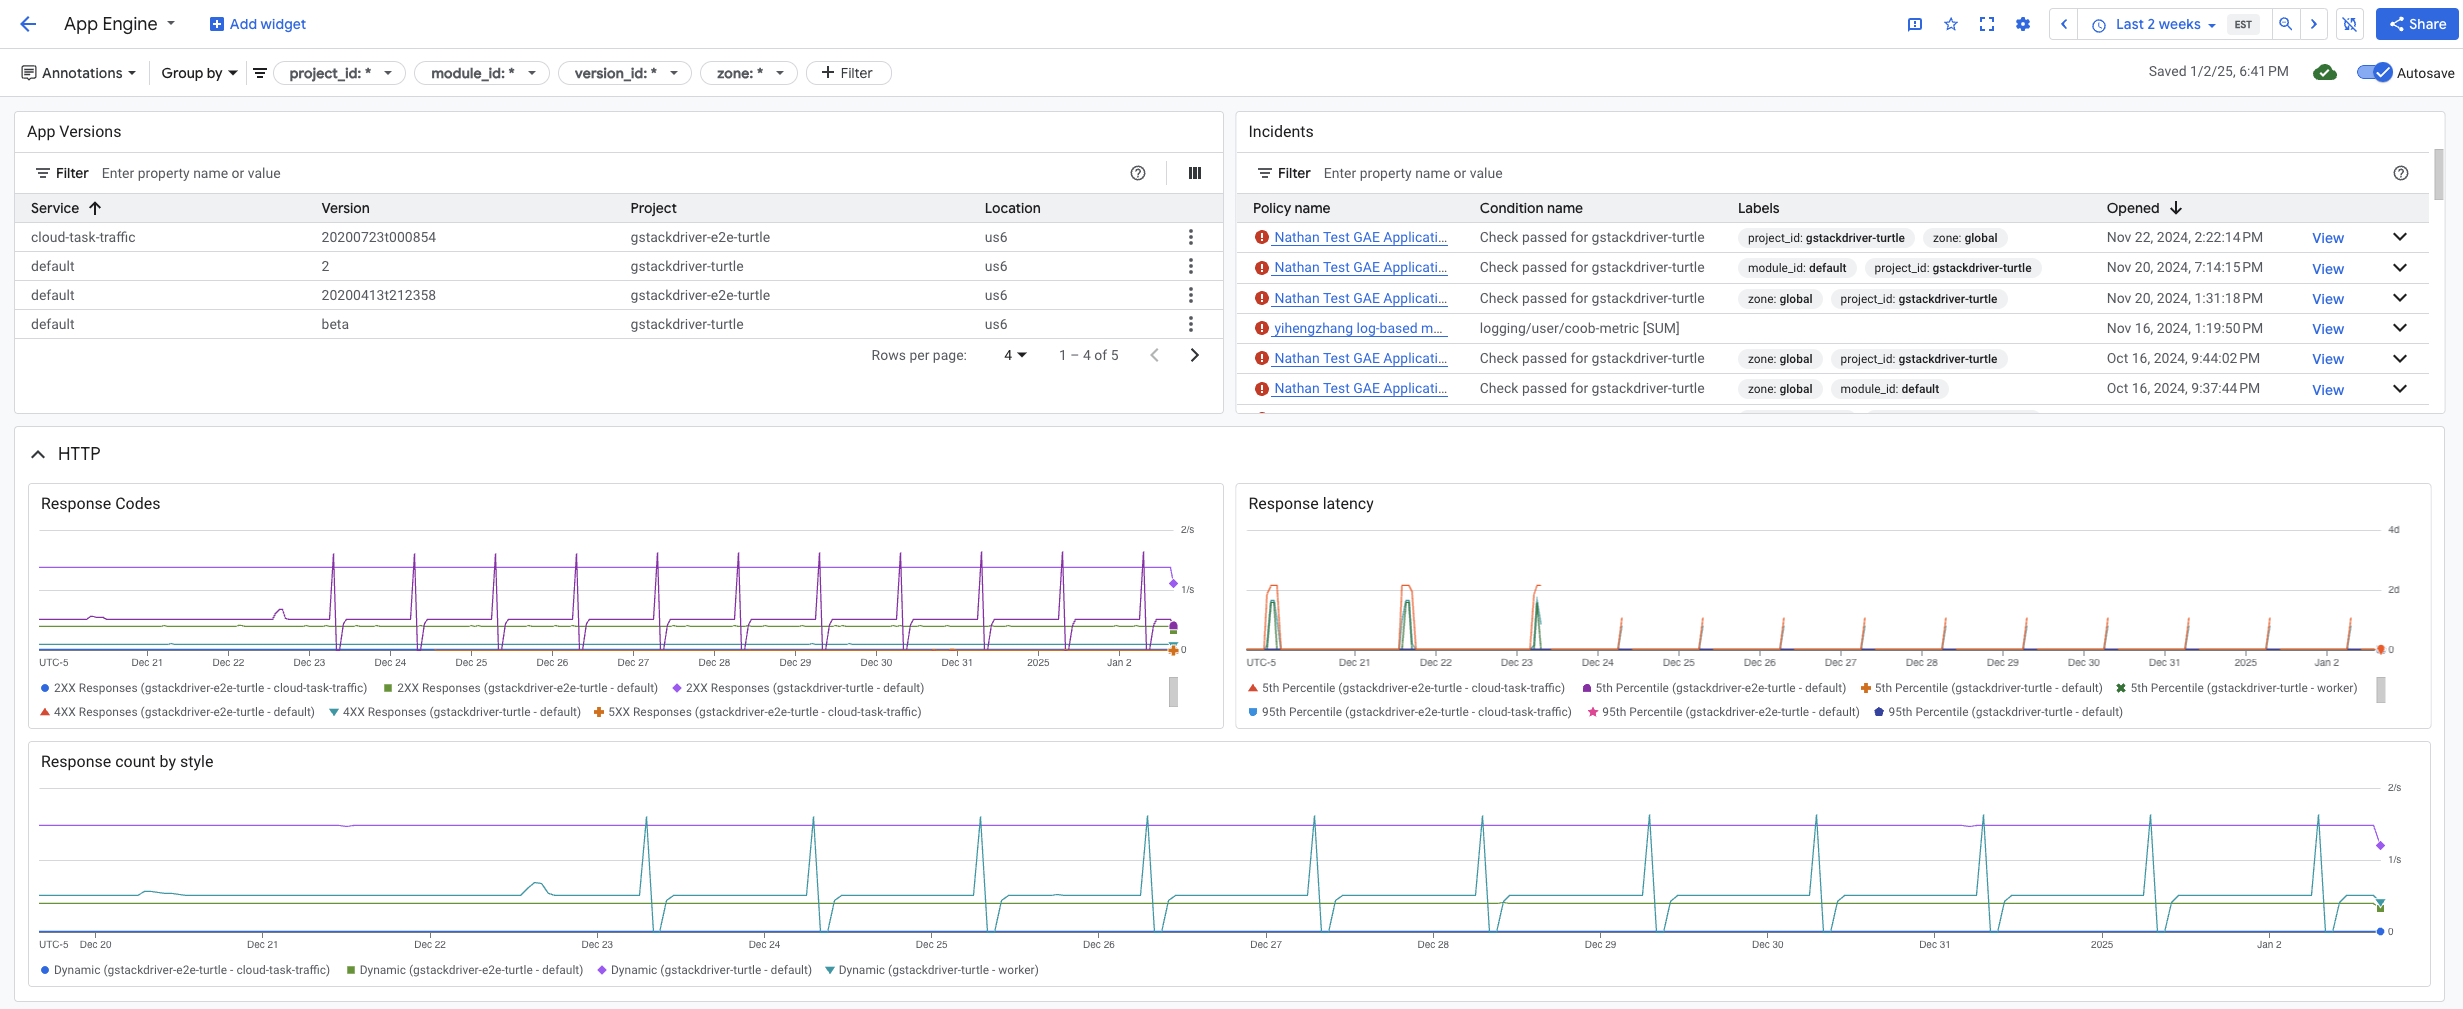 App Engine Add widget Last 2 weeks EST Share
Annotations Group by project_id: * module_id: * version_id: * zone: * Filter Saved 1/2/25, 6:41 PM Autosave
App Versions
Filter Enter property name or value
Service Version Project Location
cloud-task-traffic 20200723t000854 gstackdriver-e2e-turtle us6
default 2 gstackdriver-turtle us6
default 20200413t212358 gstackdriver-e2e-turtle us6
default beta gstackdriver-turtle us6
Rows per page: 4 1 – 4 of 5
Incidents
Filter Enter property name or value
Policy name Condition name Labels Opened
Nathan Test GAE Applicati... Check passed for gstackdriver-turtle project_id: gstackdriver-turtle zone: global Nov 22, 2024, 2:22:14 PM View
Nathan Test GAE Applicati... Check passed for gstackdriver-turtle module_id: default project_id: gstackdriver-turtle Nov 20, 2024, 7:14:15 PM View
Nathan Test GAE Applicati... Check passed for gstackdriver-turtle zone: global project_id: gstackdriver-turtle Nov 20, 2024, 1:31:18 PM View
yihengzhang log-based m... logging/user/coob-metric [SUM] Nov 16, 2024, 1:19:50 PM View
Nathan Test GAE Applicati... Check passed for gstackdriver-turtle zone: global project_id: gstackdriver-turtle Oct 16, 2024, 9:44:02 PM View
Nathan Test GAE Applicati... Check passed for gstackdriver-turtle zone: global module_id: default Oct 16, 2024, 9:37:44 PM View
HTTP
Response Codes
2/s
1/s
0
UTC-5 Dec 21 Dec 22 Dec 23 Dec 24 Dec 25 Dec 26 Dec 27 Dec 28 Dec 29 Dec 30 Dec 31 2025 Jan 2
2XX Responses (gstackdriver-e2e-turtle - cloud-task-traffic) 2XX Responses (gstackdriver-e2e-turtle - default) 2XX Responses (gstackdriver-turtle - default)
4XX Responses (gstackdriver-e2e-turtle - default) 4XX Responses (gstackdriver-turtle - default) 5XX Responses (gstackdriver-e2e-turtle - cloud-task-traffic)
Response latency
4d
2d
0
UTC-5 Dec 21 Dec 22 Dec 23 Dec 24 Dec 25 Dec 26 Dec 27 Dec 28 Dec 29 Dec 30 Dec 31 2025 Jan 2
5th Percentile (gstackdriver-e2e-turtle - cloud-task-traffic) 5th Percentile (gstackdriver-e2e-turtle - default) 5th Percentile (gstackdriver-turtle - default) 5th Percentile (gstackdriver-turtle - worker)
95th Percentile (gstackdriver-e2e-turtle - cloud-task-traffic) 95th Percentile (gstackdriver-e2e-turtle - default) 95th Percentile (gstackdriver-turtle - default)
Response count by style
2/s
1/s
0
UTC-5 Dec 20 Dec 21 Dec 22 Dec 23 Dec 24 Dec 25 Dec 26 Dec 27 Dec 28 Dec 29 Dec 30 Dec 31 2025 Jan 2
Dynamic (gstackdriver-e2e-turtle - cloud-task-traffic) Dynamic (gstackdriver-e2e-turtle - default) Dynamic (gstackdriver-turtle - default) Dynamic (gstackdriver-turtle - worker)